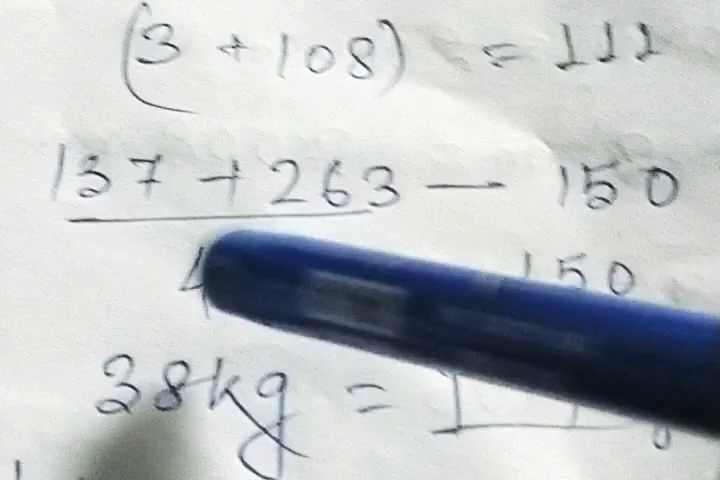 (3 + 108) = 111
137 + 263 — 150
150
38kg =